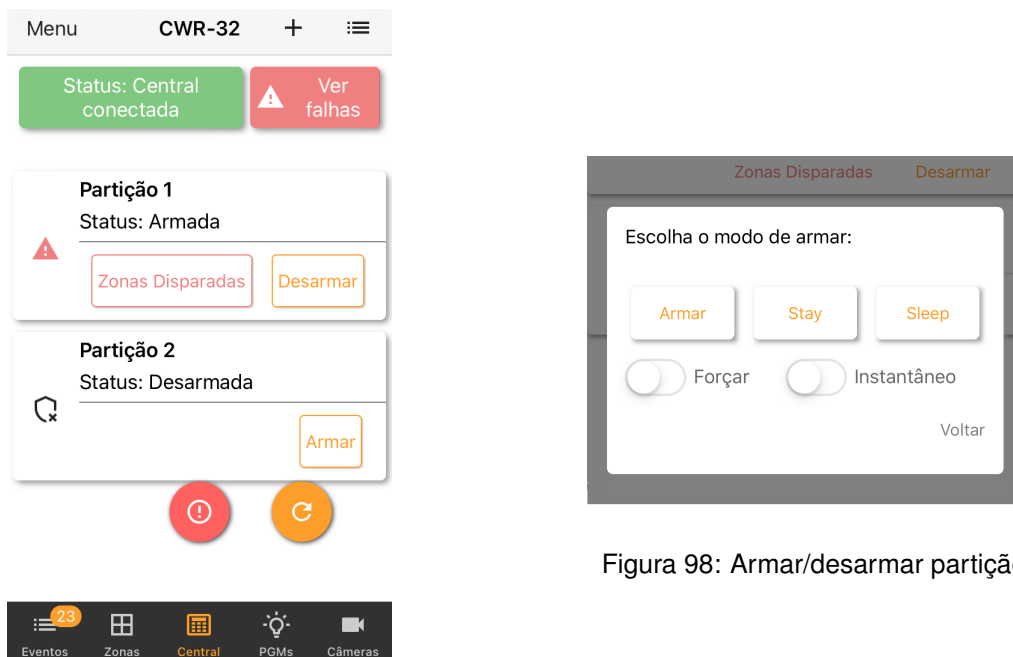 Menu CWR-32 +
Status: Central
conectada
Ver
falhas
Partição 1
Status: Armada
Zonas Disparadas Desarmar
Partição 2
Status: Desarmada
Armar
23
Eventos Zonas Central PGMs Câmeras
Zonas Disparadas Desarmar
Escolha o modo de armar:
Armar Stay Sleep
Forçar Instantâneo
Voltar
Figura 98: Armar/desarmar partiçã